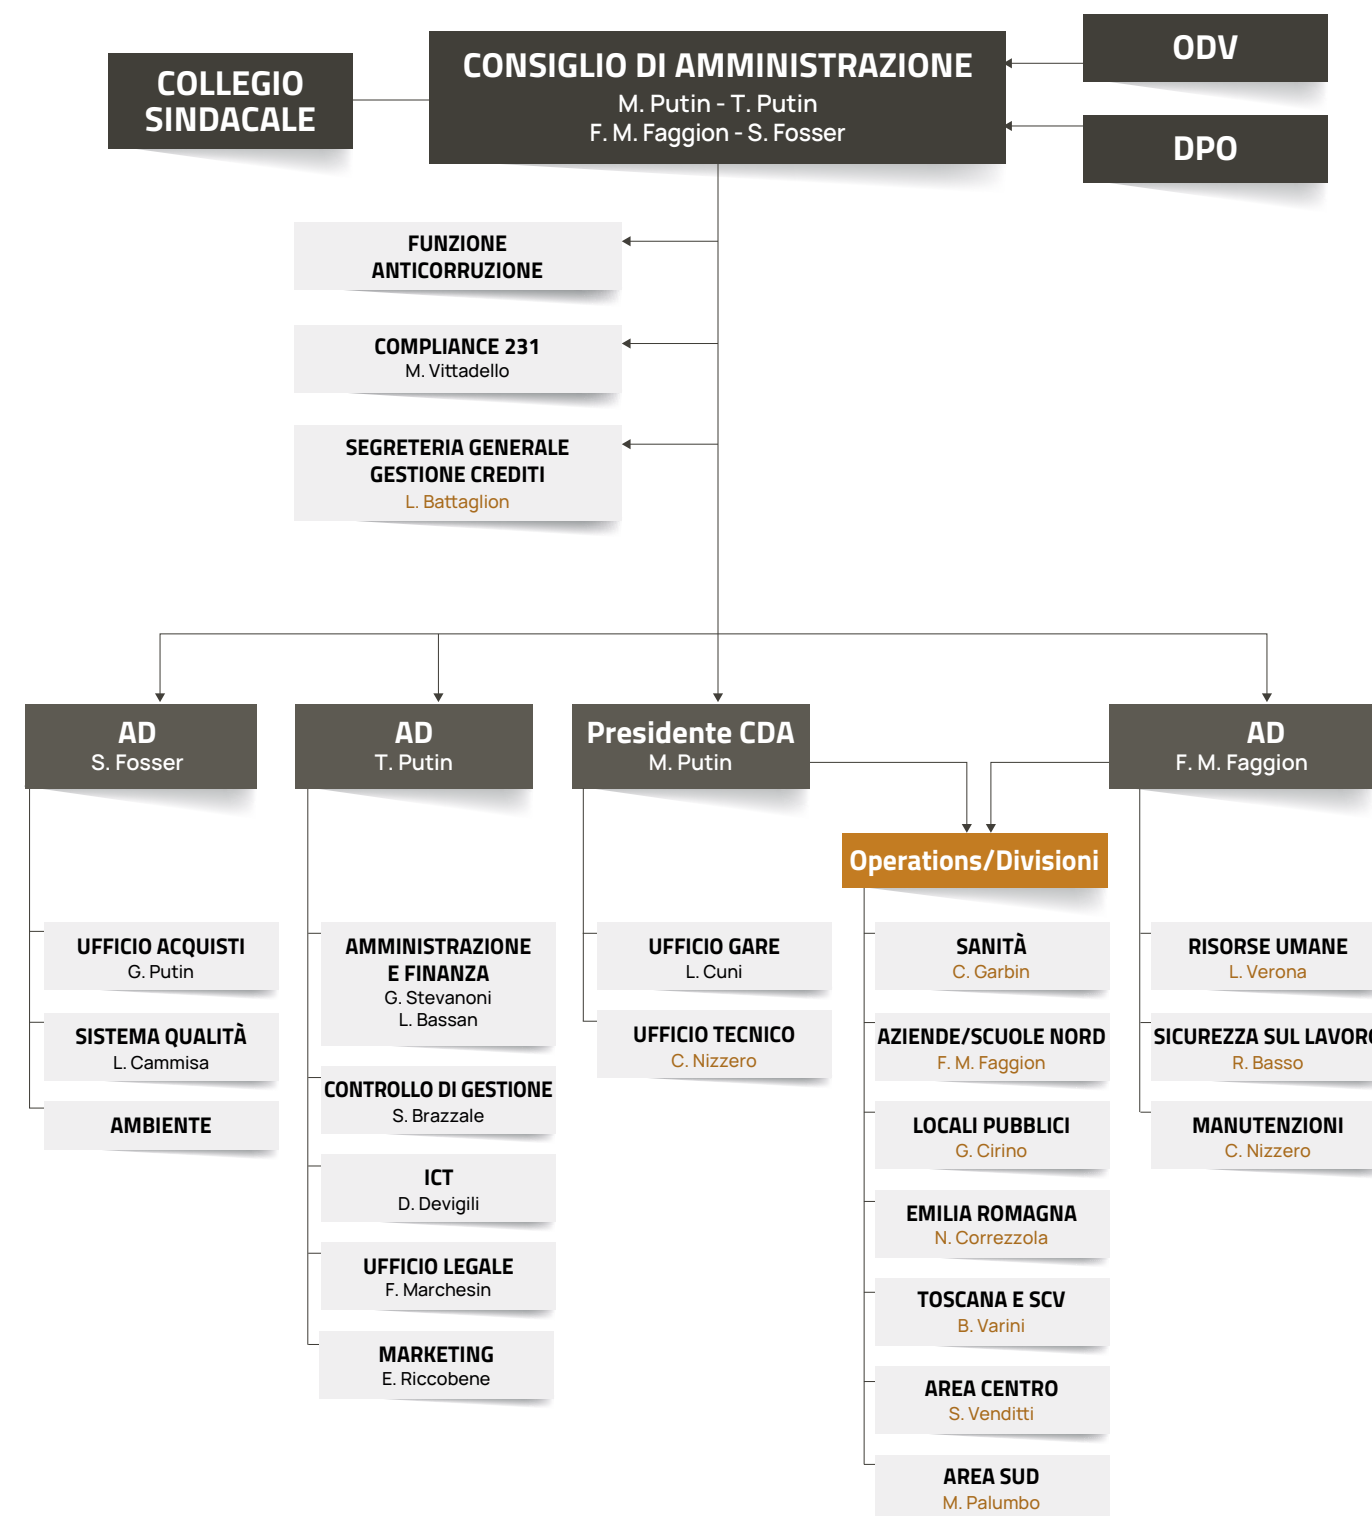 COLLEGIO
SINDACALE
CONSIGLIO DI AMMINISTRAZIONE
M. Putin - T. Putin
F. M. Faggion - S. Fosser
ODV
DPO
FUNZIONE
ANTICORRUZIONE
COMPLIANCE 231
M. Vittadello
SEGRETERIA GENERALE
GESTIONE CREDITI
L. Battaglion
AD
S. Fosser
AD
T. Putin
Presidente CDA
M. Putin
AD
F. M. Faggion
Operations/Divisioni
UFFICIO ACQUISTI
G. Putin
SISTEMA QUALITÀ
L. Cammisa
AMBIENTE
AMMINISTRAZIONE
E FINANZA
G. Stevanoni
L. Bassan
CONTROLLO DI GESTIONE
S. Brazzale
ICT
D. Devigili
UFFICIO LEGALE
F. Marchesin
MARKETING
E. Riccobene
UFFICIO GARE
L. Cuni
UFFICIO TECNICO
C. Nizzero
SANITÀ
C. Garbin
AZIENDE/SCUOLE NORD
F. M. Faggion
LOCALI PUBBLICI
G. Cirino
EMILIA ROMAGNA
N. Correzzola
TOSCANA E SCV
B. Varini
AREA CENTRO
S. Venditti
AREA SUD
M. Palumbo
RISORSE UMANE
L. Verona
SICUREZZA SUL LAVORO
R. Basso
MANUTENZIONI
C. Nizzero